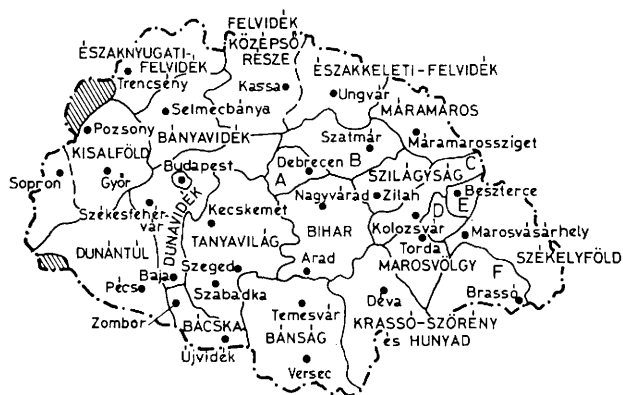 FELVIDÉK
KÖZÉPSŐ
RÉSZE
ÉSZAKNYUGATI-
FELVIDÉK
Trencsény
Kassa
ÉSZAKKELETI-FELVIDÉK
Ungvár
Selmecbánya
MÁRAMAROS
Pozsony
BÁNYAVIDÉK
Szatmár
Máramarossziget
KISALFÖLD
Budapest
Debrecen
B
A
C
SZILÁGYSÁG
Sopron
Győr
Nagyvárad
Zilah
Beszterce
D
E
Székesfehér-
vár
DUNAVIDÉK
Kecskemét
TANYAVILÁG
BIHAR
Kolozsvár
Torda
Marosvásárhely
SZÉKELYFÖLD
DUNÁNTÚL
Baja
Szeged
Arad
MAROSVÖLGY
F
Pécs
Szabadka
Déva
Brassó
Zombor
BÁCSKA
Temesvár
BÁNSÁG
KRASSÓ-SZÖRÉNY
és HUNYAD
Újvidék
Versec